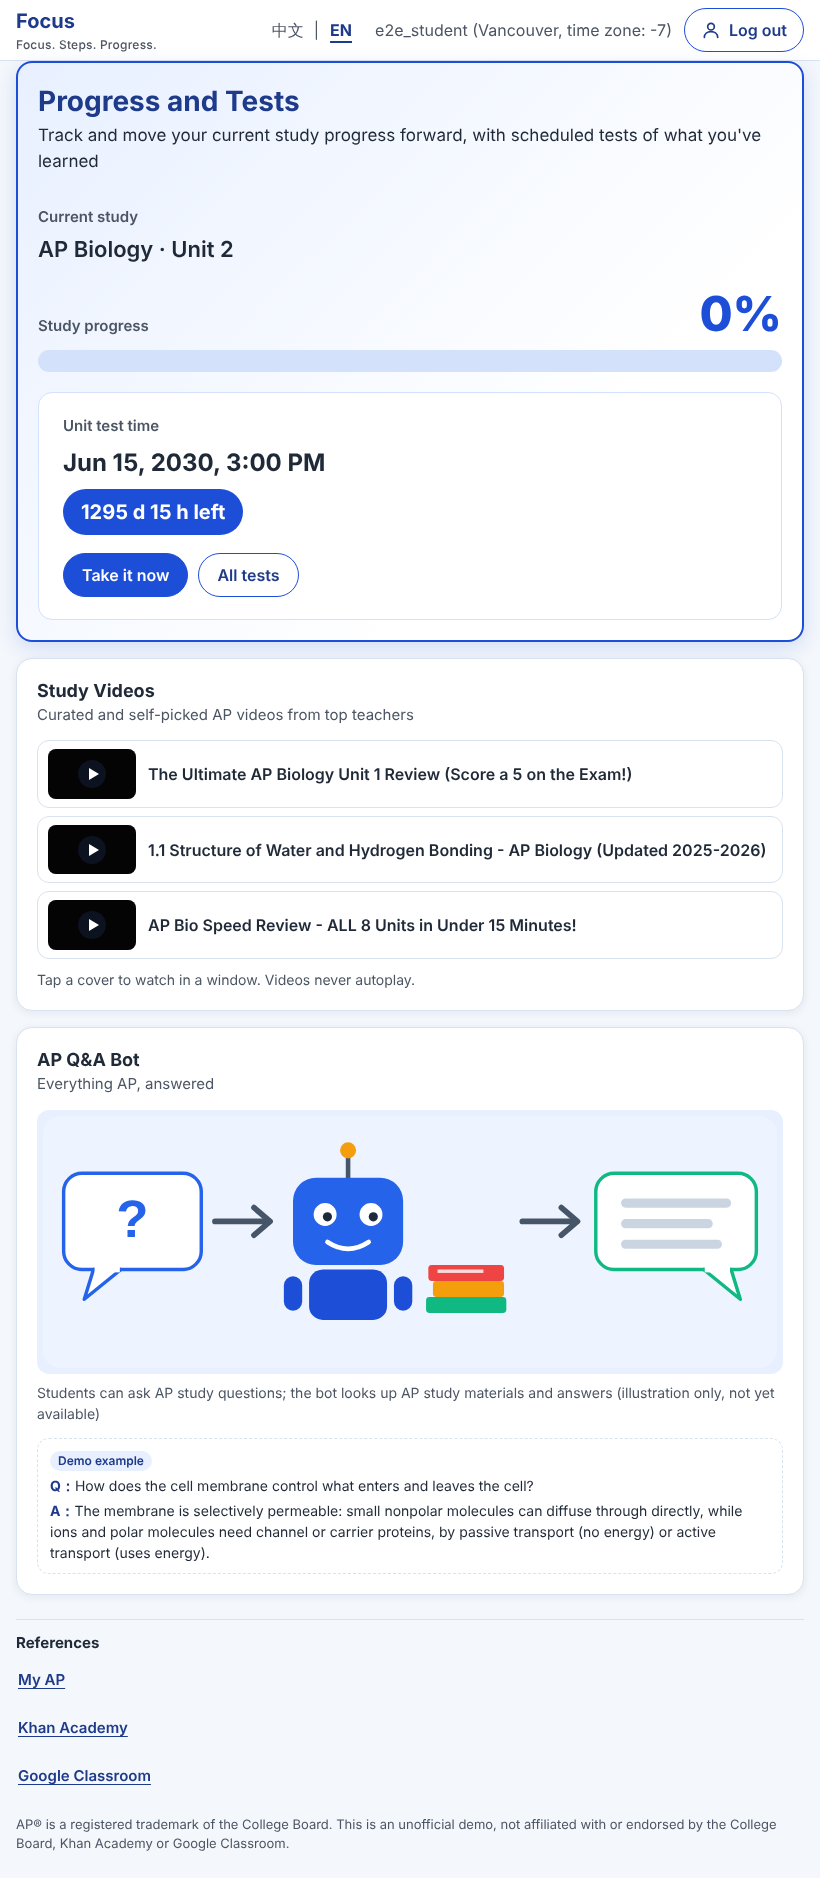 Focus
Focus. Steps. Progress.
中文 | EN
e2e_student (Vancouver, time zone: -7)
Log out
Progress and Tests
Track and move your current study progress forward, with scheduled tests of what you've
learned
Current study
AP Biology · Unit 2
Study progress
0%
Unit test time
Jun 15, 2030, 3:00 PM
1295 d 15 h left
Take it now
All tests
Study Videos
Curated and self-picked AP videos from top teachers
The Ultimate AP Biology Unit 1 Review (Score a 5 on the Exam!)
1.1 Structure of Water and Hydrogen Bonding - AP Biology (Updated 2025-2026)
AP Bio Speed Review - ALL 8 Units in Under 15 Minutes!
Tap a cover to watch in a window. Videos never autoplay.
AP Q&A Bot
Everything AP, answered
?
Students can ask AP study questions; the bot looks up AP study materials and answers (illustration only, not yet
available)
Demo example
Q：How does the cell membrane control what enters and leaves the cell?
A：The membrane is selectively permeable: small nonpolar molecules can diffuse through directly, while
ions and polar molecules need channel or carrier proteins, by passive transport (no energy) or active
transport (uses energy).
References
My AP
Khan Academy
Google Classroom
AP® is a registered trademark of the College Board. This is an unofficial demo, not affiliated with or endorsed by the College
Board, Khan Academy or Google Classroom.